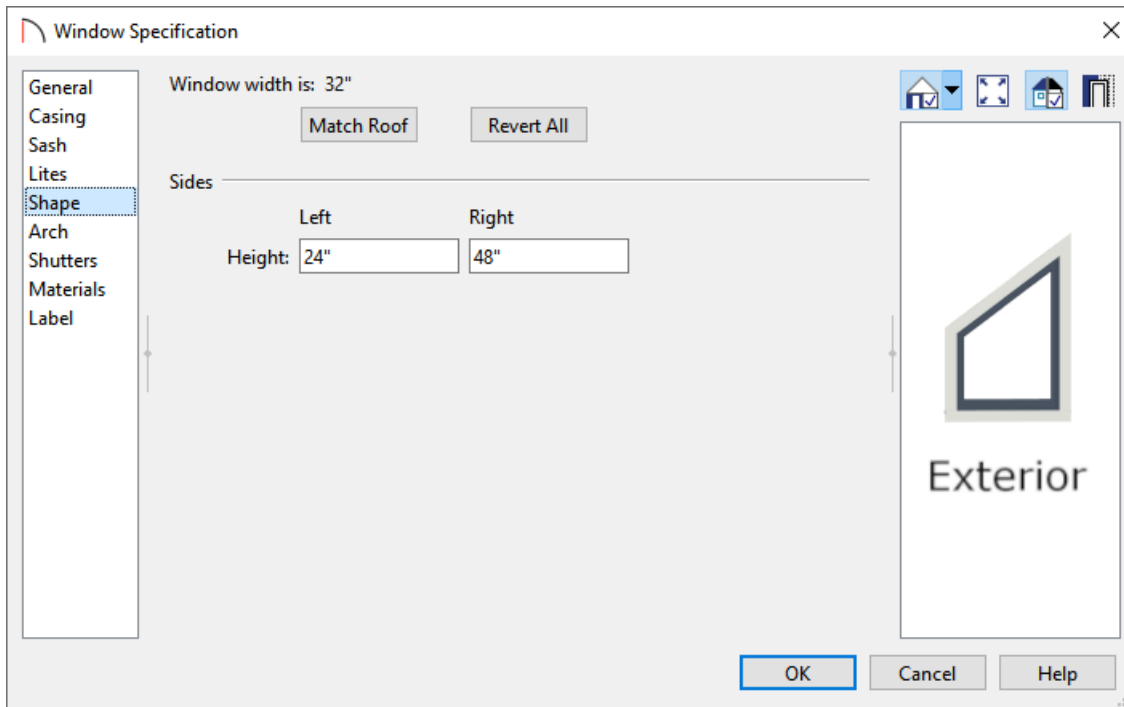 Window Specification
General
Casing
Sash
Lites
Shape
Arch
Shutters
Materials
Label
Window width is: 32"
Match Roof Revert All
Sides
Left Right
Height: 24" 48"
Exterior
OK Cancel Help